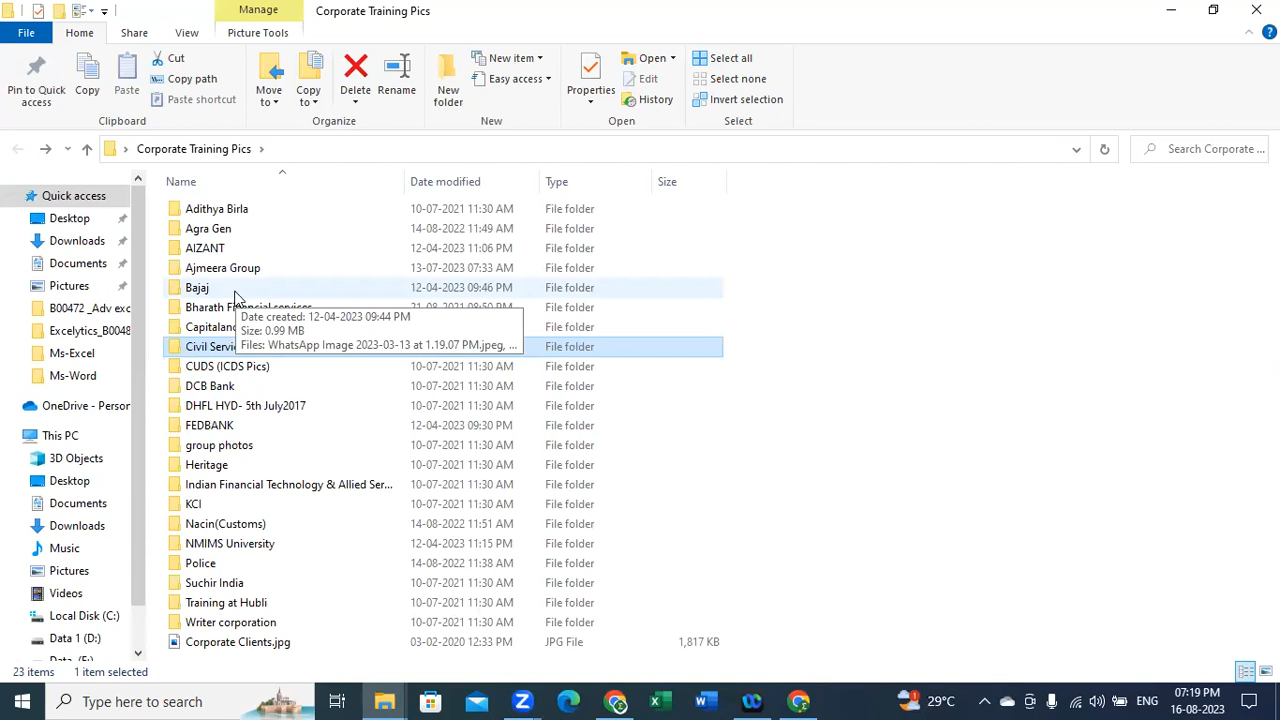 Manage
Corporate Training Pics
File
Home
Share
View
Picture Tools
Pin to Quick access
Copy
Paste
Cut
Copy path
Paste shortcut
Clipboard
Move to
Copy to
Delete
Rename
Organize
New folder
New item
Easy access
New
Properties
Open
Edit
History
Open
Select all
Select none
Invert selection
Select
Corporate Training Pics
Search Corporate ...
Quick access
Desktop
Downloads
Documents
Pictures
B00472_Adv exc
Excelytics_B0048
Ms-Excel
Ms-Word
OneDrive - Person
This PC
3D Objects
Desktop
Documents
Downloads
Music
Pictures
Videos
Local Disk (C:)
Data 1 (D:)
Name Date modified Type Size
Adithya Birla 10-07-2021 11:30 AM File folder
Agra Gen 14-08-2022 11:49 AM File folder
AIZANT 12-04-2023 11:06 PM File folder
Ajmeera Group 13-07-2023 07:33 AM File folder
Bajaj 12-04-2023 09:46 PM File folder
Bharath Financial services 21-08-2021 08:50 PM File folder
Capitaland
Civil Servi
Date created: 12-04-2023 09:44 PM
Size: 0.99 MB
Files: WhatsApp Image 2023-03-13 at 1.19.07 PM.jpeg, ...
File folder
File folder
CUDS (ICDS Pics) 10-07-2021 11:30 AM File folder
DCB Bank 10-07-2021 11:30 AM File folder
DHFL HYD- 5th July2017 10-07-2021 11:30 AM File folder
FEDBANK 12-04-2023 09:30 PM File folder
group photos 10-07-2021 11:30 AM File folder
Heritage 10-07-2021 11:30 AM File folder
Indian Financial Technology & Allied Ser... 10-07-2021 11:30 AM File folder
KCI 10-07-2021 11:30 AM File folder
Nacin(Customs) 14-08-2022 11:51 AM File folder
NMIMS University 12-04-2023 11:15 PM File folder
Police 14-08-2022 11:38 AM File folder
Suchir India 10-07-2021 11:30 AM File folder
Training at Hubli 10-07-2021 11:30 AM File folder
Writer corporation 10-07-2021 11:30 AM File folder
Corporate Clients.jpg 03-02-2020 12:33 PM JPG File 1,817 KB
23 items 1 item selected
Type here to search
29°C
ENG
07:19 PM
16-08-2023